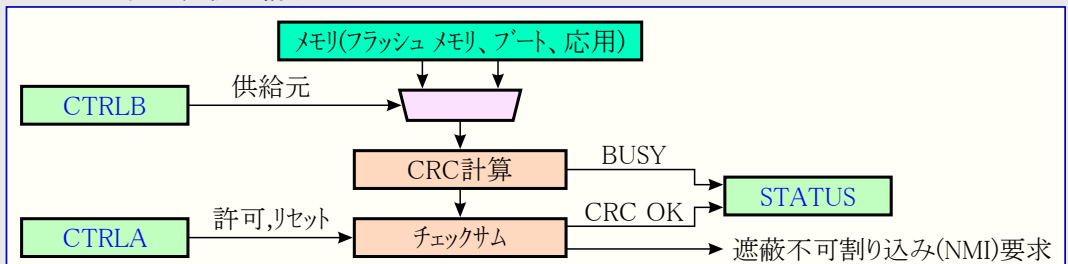 メモリ(フラッシュ メモリ、ブート、応用)
供給元
CTRLB
BUSY
CRC計算
STATUS
許可,リセット
CRC OK
CTRLA
チェックサム
遮蔽不可割り込み(NMI)要求